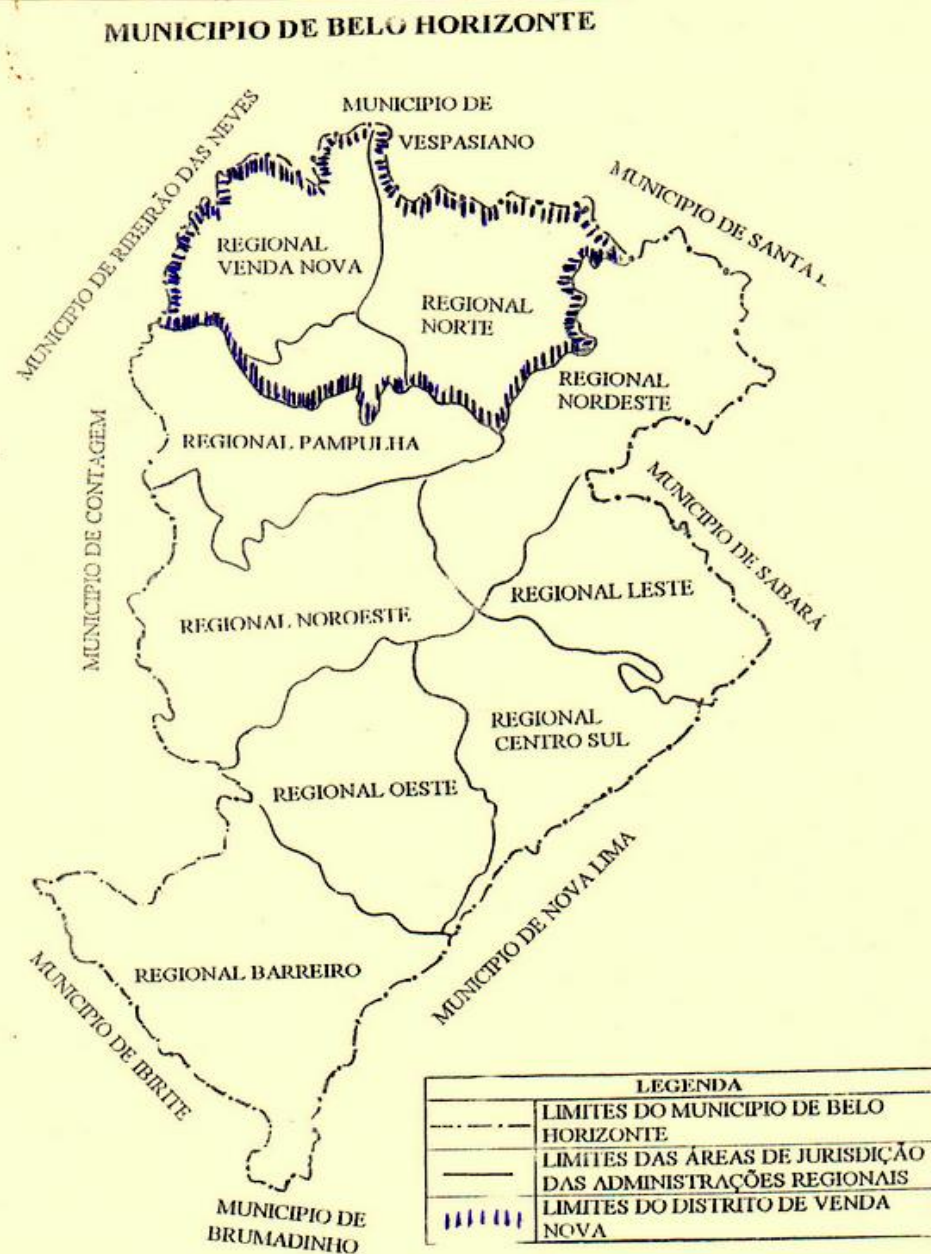 MUNICIPIO DE BELO HORIZONTE
MUNICIPIO DE
VESPASIANO
MUNICIPIO DE RIBEIRÃO DAS NEVES
MUNICIPIO DE SANTA L
REGIONAL
VENDA NOVA
REGIONAL
NORTE
REGIONAL
NORDESTE
REGIONAL PAMPULHA
MUNICIPIO DE CONTAGEM
MUNICIPIO DE SABARÁ
REGIONAL LESTE
REGIONAL NOROESTE
REGIONAL
CENTRO SUL
REGIONAL OESTE
MUNICIPIO DE NOVA LIMA
REGIONAL BARREIRO
MUNICIPIO DE IBIRITE
MUNICIPIO DE
BRUMADINHO
LEGENDA
LIMITES DO MUNICIPIO DE BELO
HORIZONTE
LIMITES DAS ÁREAS DE JURISDIÇÃO
DAS ADMINISTRAÇÕES REGIONAIS
LIMITES DO DISTRITO DE VENDA
NOVA